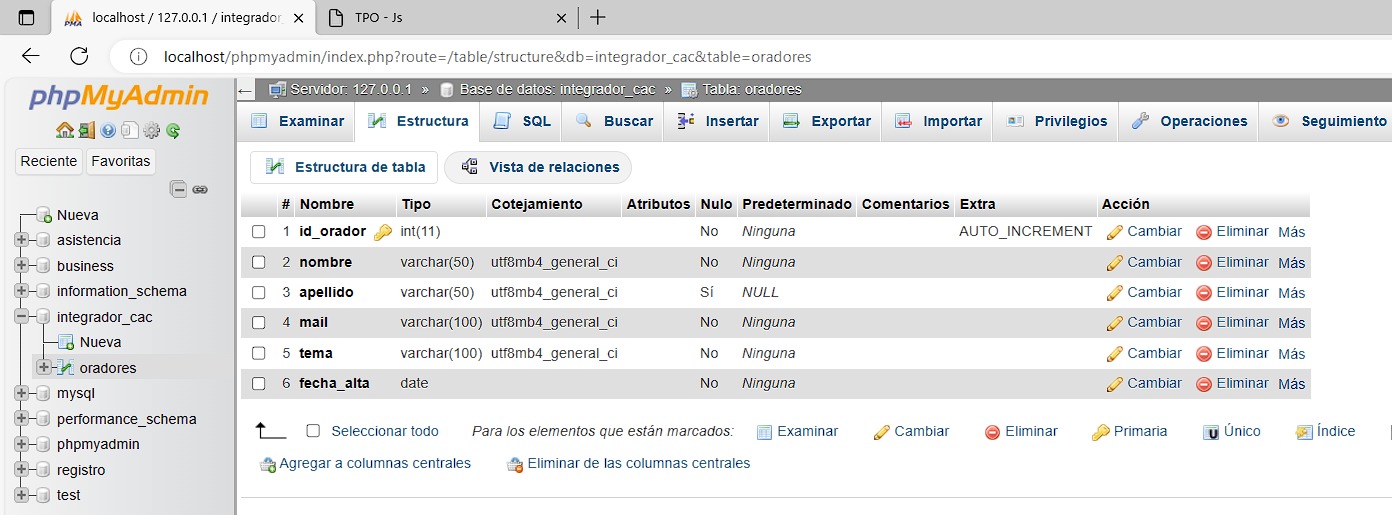 localhost / 127.0.0.1 / integrador_
TPO - Js
localhost/phpmyadmin/index.php?route=/table/structure&db=integrador_cac&table=oradores
phpMyAdmin
Reciente Favoritas
Nueva
asistencia
business
information_schema
integrador_cac
Nueva
oradores
mysql
performance_schema
phpmyadmin
registro
test
Servidor: 127.0.0.1 » Base de datos: integrador_cac » Tabla: oradores
Examinar Estructura SQL Buscar Insertar Exportar Importar Privilegios Operaciones Seguimiento
Estructura de tabla Vista de relaciones
# Nombre Tipo Cotejamiento Atributos Nulo Predeterminado Comentarios Extra Acción
1 id_orador int(11) No Ninguna AUTO_INCREMENT Cambiar Eliminar Más
2 nombre varchar(50) utf8mb4_general_ci No Ninguna Cambiar Eliminar Más
3 apellido varchar(50) utf8mb4_general_ci Sí NULL Cambiar Eliminar Más
4 mail varchar(100) utf8mb4_general_ci No Ninguna Cambiar Eliminar Más
5 tema varchar(100) utf8mb4_general_ci No Ninguna Cambiar Eliminar Más
6 fecha_alta date No Ninguna Cambiar Eliminar Más
Seleccionar todo Para los elementos que están marcados: Examinar Cambiar Eliminar Primaria Único Índice
Agregar a columnas centrales Eliminar de las columnas centrales